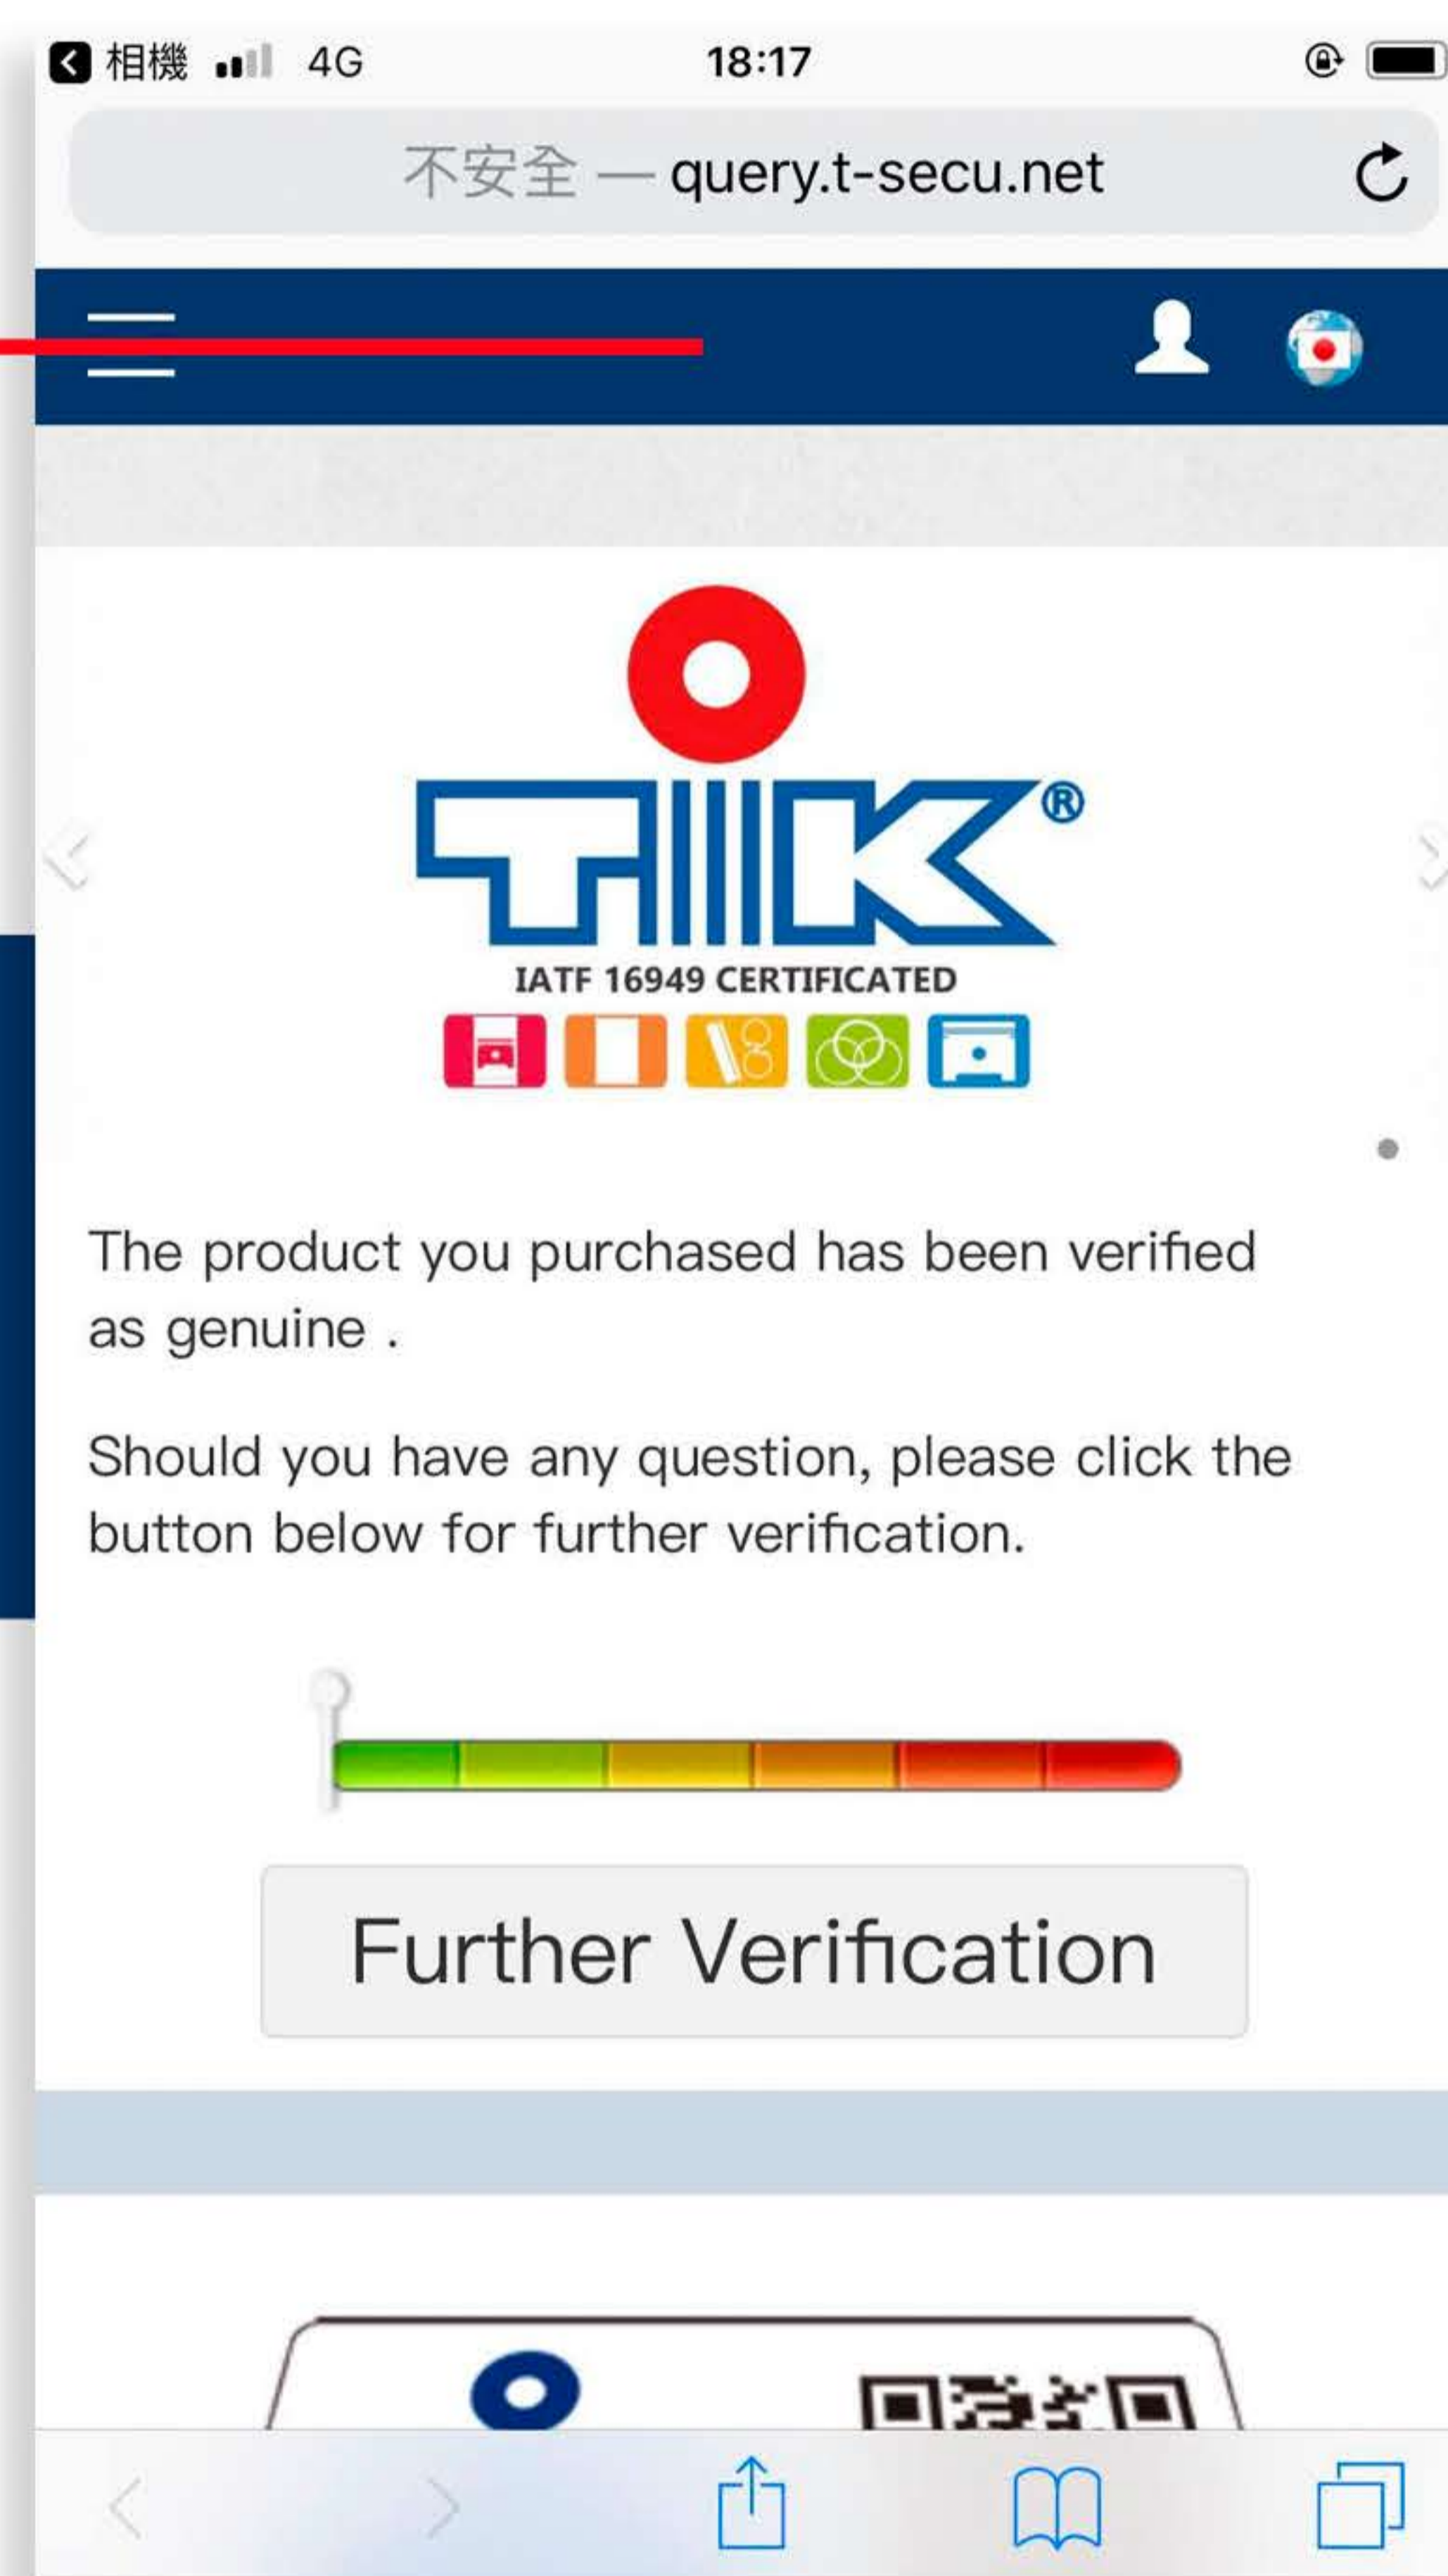 相機 4G 18:17
不安全 — query.t-secu.net
TIK®
IATF 16949 CERTIFICATED
The product you purchased has been verified
as genuine .
Should you have any question, please click the
button below for further verification.
Further Verification